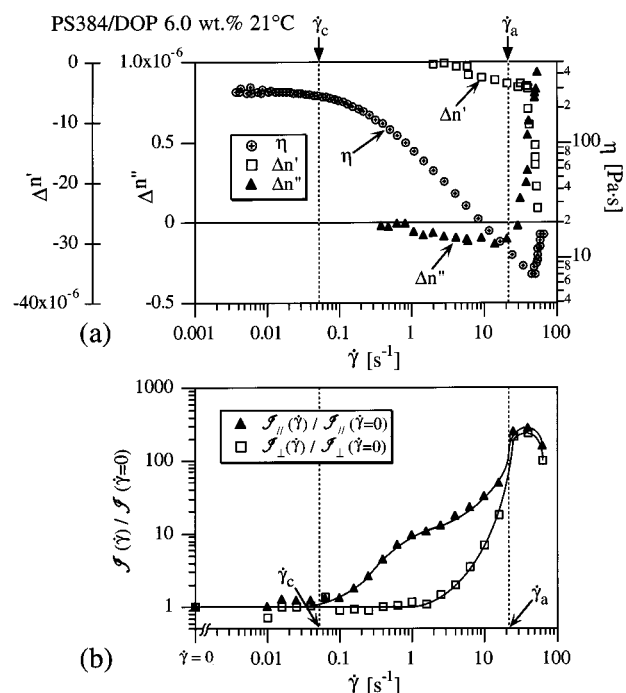 PS384/DOP 6.0 wt.% 21°C
γ̇c γ̇a
0 1.0x10⁻⁶
-10 0.5
-20
0
-30
-40x10⁻⁶ -0.5
Δn' Δn"
η
Δn'
Δn"
Δn'
η
Δn"
4
2
100
8
6
4
2
10
8
6
4
η [Pa·s]
0.001 0.01 0.1 1 10 100
γ̇ [s⁻¹]
(a)
1000
100
10
1
ℐ(γ̇) / ℐ(γ̇=0)
ℐ//(γ̇) / ℐ//(γ̇=0)
ℐ⊥(γ̇) / ℐ⊥(γ̇=0)
γ̇c γ̇a
γ̇=0 0.01 0.1 1 10 100
γ̇ [s⁻¹]
(b)